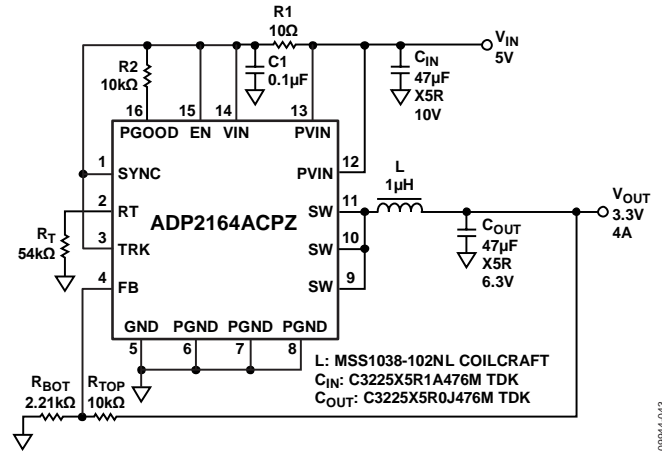 R1
10Ω
VIN
5V
R2
10kΩ
C1
0.1µF
CIN
47µF
X5R
10V
16
15
14
13
PGOOD
EN
VIN
PVIN
1
SYNC
PVIN
12
L
1µH
2
RT
SW
11
VOUT
3.3V
4A
ADP2164ACPZ
RT
54kΩ
3
TRK
SW
10
COUT
47µF
X5R
6.3V
4
FB
SW
9
GND
PGND
PGND
PGND
5
6
7
8
L: MSS1038-102NL COILCRAFT
CIN: C3225X5R1A476M TDK
COUT: C3225X5R0J476M TDK
RBOT
2.21kΩ
RTOP
10kΩ
09944-043